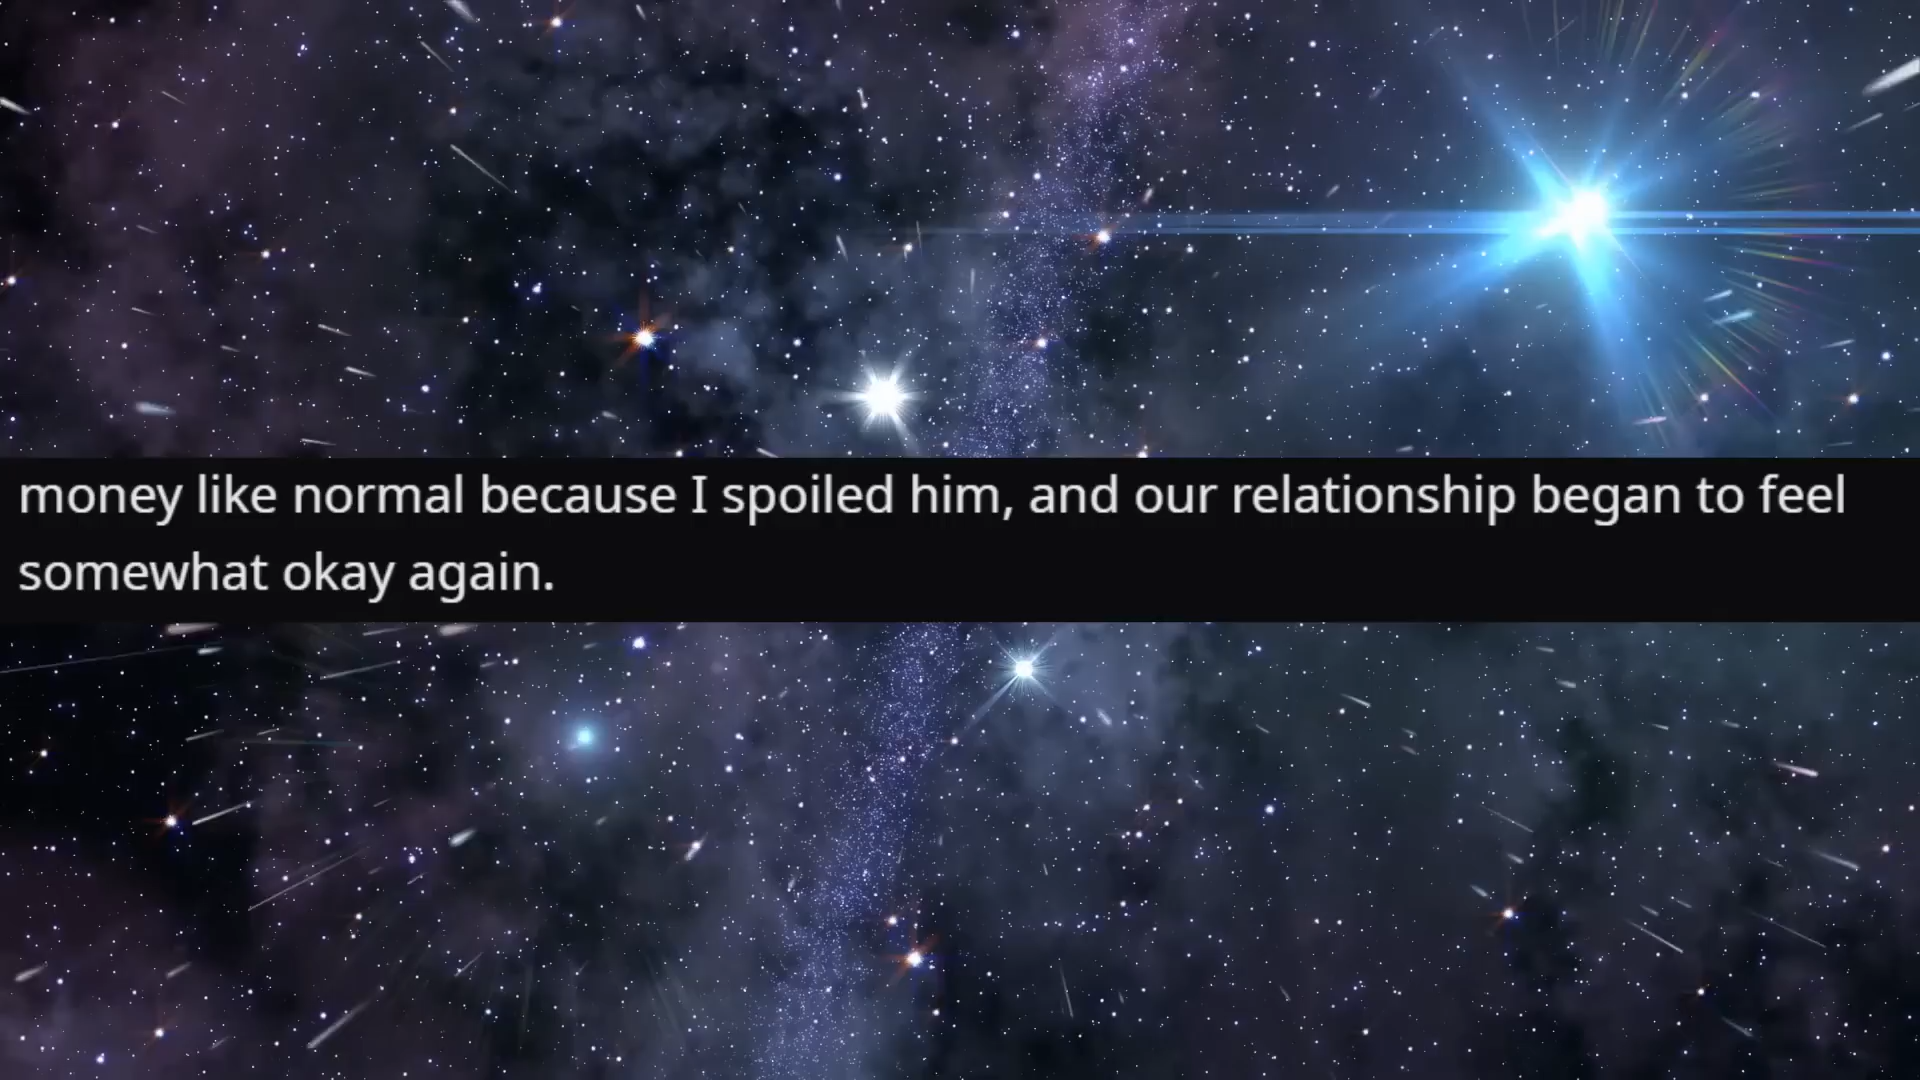 money like normal because I spoiled him, and our relationship began to feel
somewhat okay again.